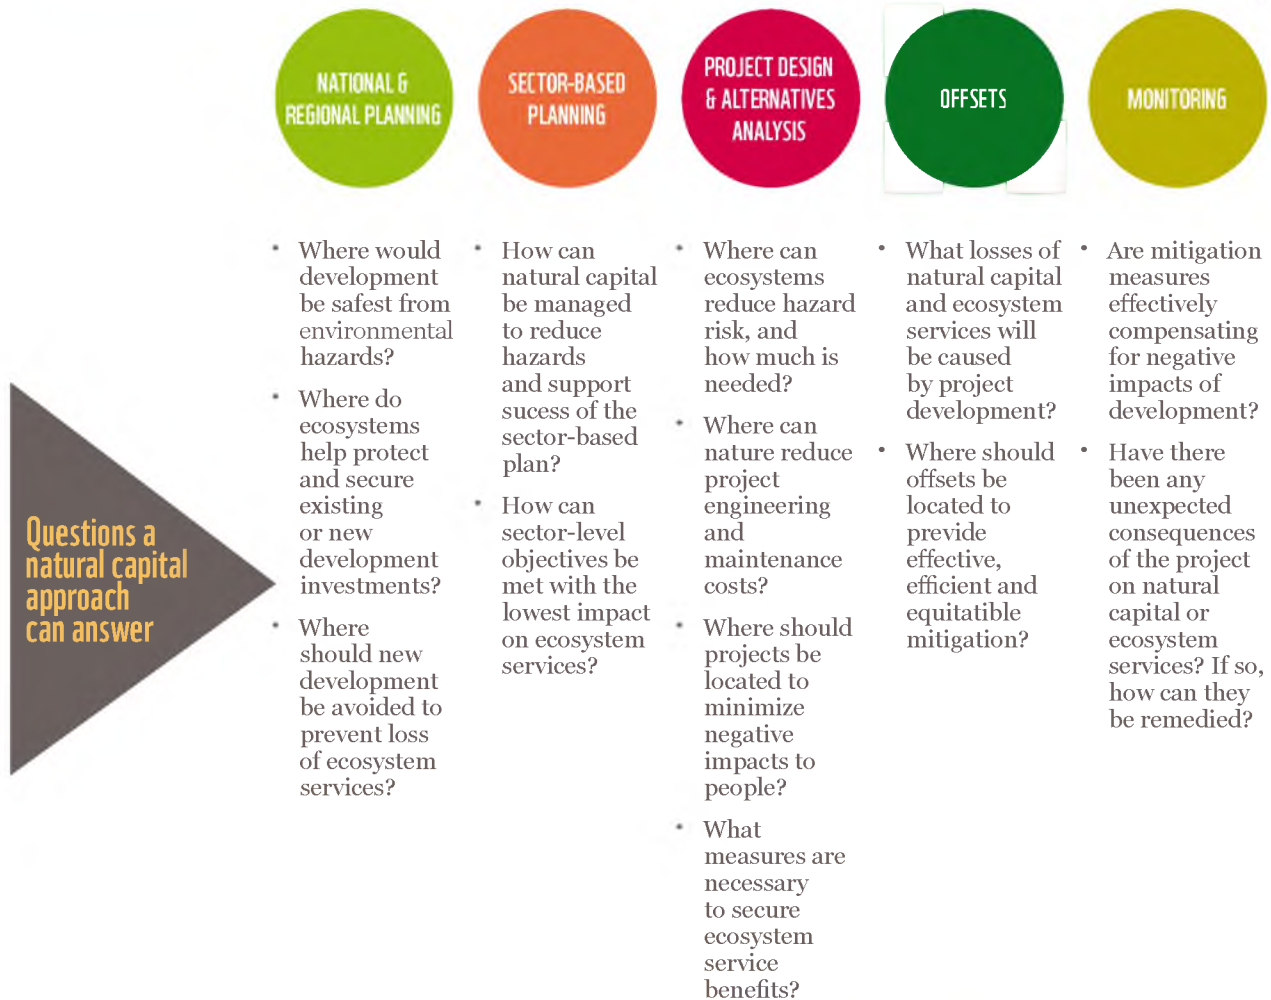 NATIONAL &
REGIONAL PLANNING
SECTOR-BASED
PLANNING
PROJECT DESIGN
& ALTERNATIVES
ANALYSIS
OFFSETS
MONITORING
Questions a
natural capital
approach
can answer
• Where would
development
be safest from
environmental
hazards?
• Where do
ecosystems
help protect
and secure
existing
or new
development
investments?
• Where
should new
development
be avoided to
prevent loss
of ecosystem
services?
• How can
natural capital
be managed
to reduce
hazards
and support
sucess of the
sector-based
plan?
• How can
sector-level
objectives be
met with the
lowest impact
on ecosystem
services?
• Where can
ecosystems
reduce hazard
risk, and
how much is
needed?
• Where can
nature reduce
project
engineering
and
maintenance
costs?
• Where should
projects be
located to
minimize
negative
impacts to
people?
• What
measures are
necessary
to secure
ecosystem
service
benefits?
• What losses of
natural capital
and ecosystem
services will
be caused
by project
development?
• Where should
offsets be
located to
previde
effective,
efficient and
equitatible
mitigation?
• Are mitigation
measures
effectively
compensating
for negative
impacts of
development?
• Have there
been any
unexpected
consequences
of the project
on natural
capital or
ecosystem
services? If so,
how can they
be remedied?